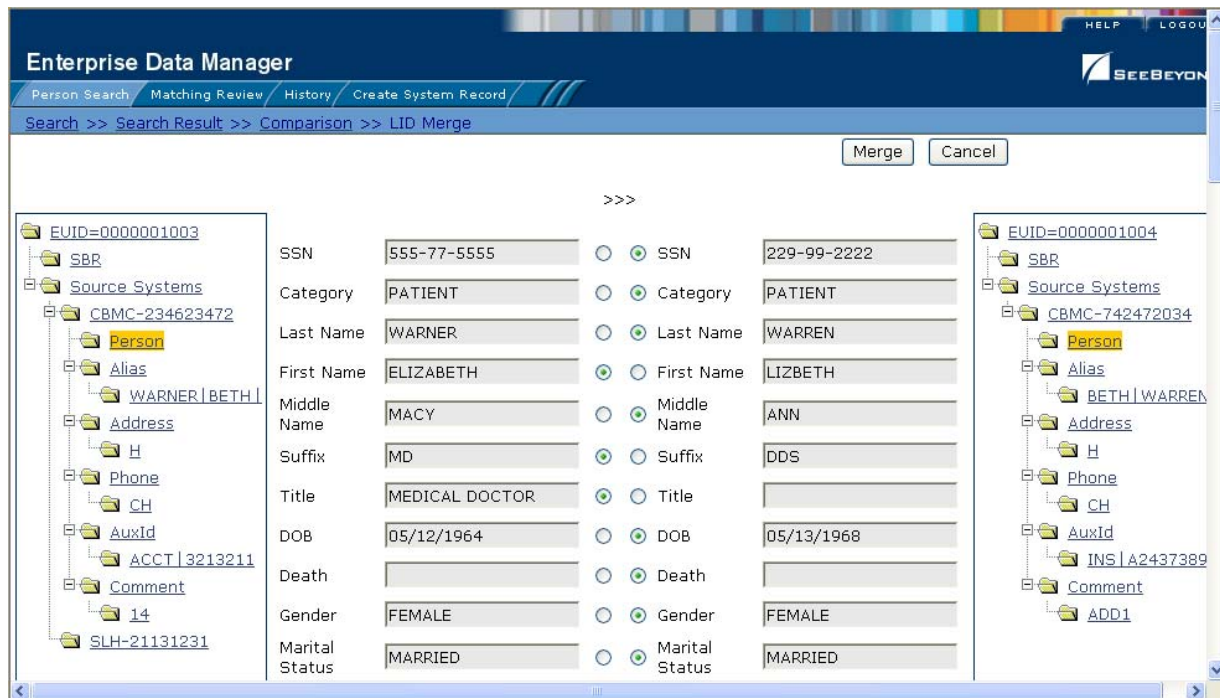 HELP LOGOU
Enterprise Data Manager
SEEBEYON
Person Search Matching Review History Create System Record
Search >> Search Result >> Comparison >> LID Merge
Merge Cancel
>>>
EUID=0000001003
SBR
Source Systems
CBMC-234623472
Person
Alias
WARNER|BETH|
Address
H
Phone
CH
AuxId
ACCT|3213211
Comment
14
SLH-21131231
SSN 555-77-5555 SSN 229-99-2222
Category PATIENT Category PATIENT
Last Name WARNER Last Name WARREN
First Name ELIZABETH First Name LIZBETH
Middle Name MACY Middle Name ANN
Suffix MD Suffix DDS
Title MEDICAL DOCTOR Title
DOB 05/12/1964 DOB 05/13/1968
Death Death
Gender FEMALE Gender FEMALE
Marital Status MARRIED Marital Status MARRIED
EUID=0000001004
SBR
Source Systems
CBMC-742472034
Person
Alias
BETH|WARREN
Address
H
Phone
CH
AuxId
INS|A2437389
Comment
ADD1